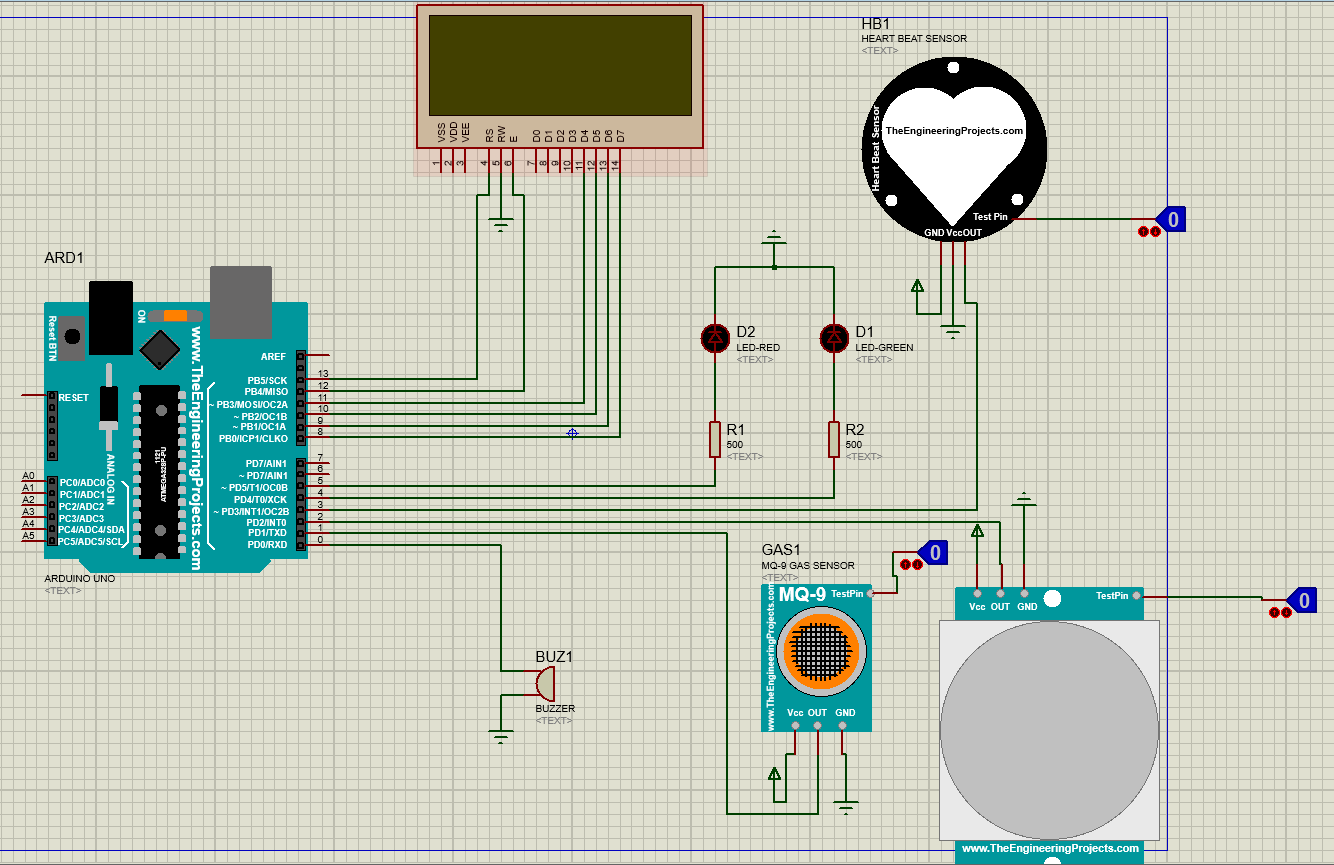 VSS
VDD
VEE
RS
RW
E
D0
D1
D2
D3
D4
D5
D6
D7
1
2
3
4
5
6
7
8
9
10
11
12
13
14
HB1
HEART BEAT SENSOR
<TEXT>
Heart Beat Sensor
TheEngineeringProjects.com
Test Pin
GND Vcc OUT
0
ARD1
Reset BTN
ON
www.TheEngineeringProjects.com
RESET
AREF
PB5/SCK 13
PB4/MISO 12
~ PB3/MOSI/OC2A 11
~ PB2/OC1B 10
~ PB1/OC1A 9
PB0/ICP1/CLKO 8
PD7/AIN1 7
~ PD7/AIN1 6
~ PD5/T1/OC0B 5
PD4/T0/XCK 4
~ PD3/INT1/OC2B 3
PD2/INT0 2
PD1/TXD 1
PD0/RXD 0
ANALOG IN
1121
ATMEGA328P-PU
A0 PC0/ADC0
A1 PC1/ADC1
A2 PC2/ADC2
A3 PC3/ADC3
A4 PC4/ADC4/SDA
A5 PC5/ADC5/SCL
ARDUINO UNO
<TEXT>
D2
LED-RED
<TEXT>
D1
LED-GREEN
<TEXT>
R1
500
<TEXT>
R2
500
<TEXT>
BUZ1
BUZZER
<TEXT>
GAS1
MQ-9 GAS SENSOR
<TEXT>
MQ-9
TestPin
www.TheEngineeringProjects.com
Vcc OUT GND
0
Vcc OUT GND
TestPin
0
www.TheEngineeringProjects.com